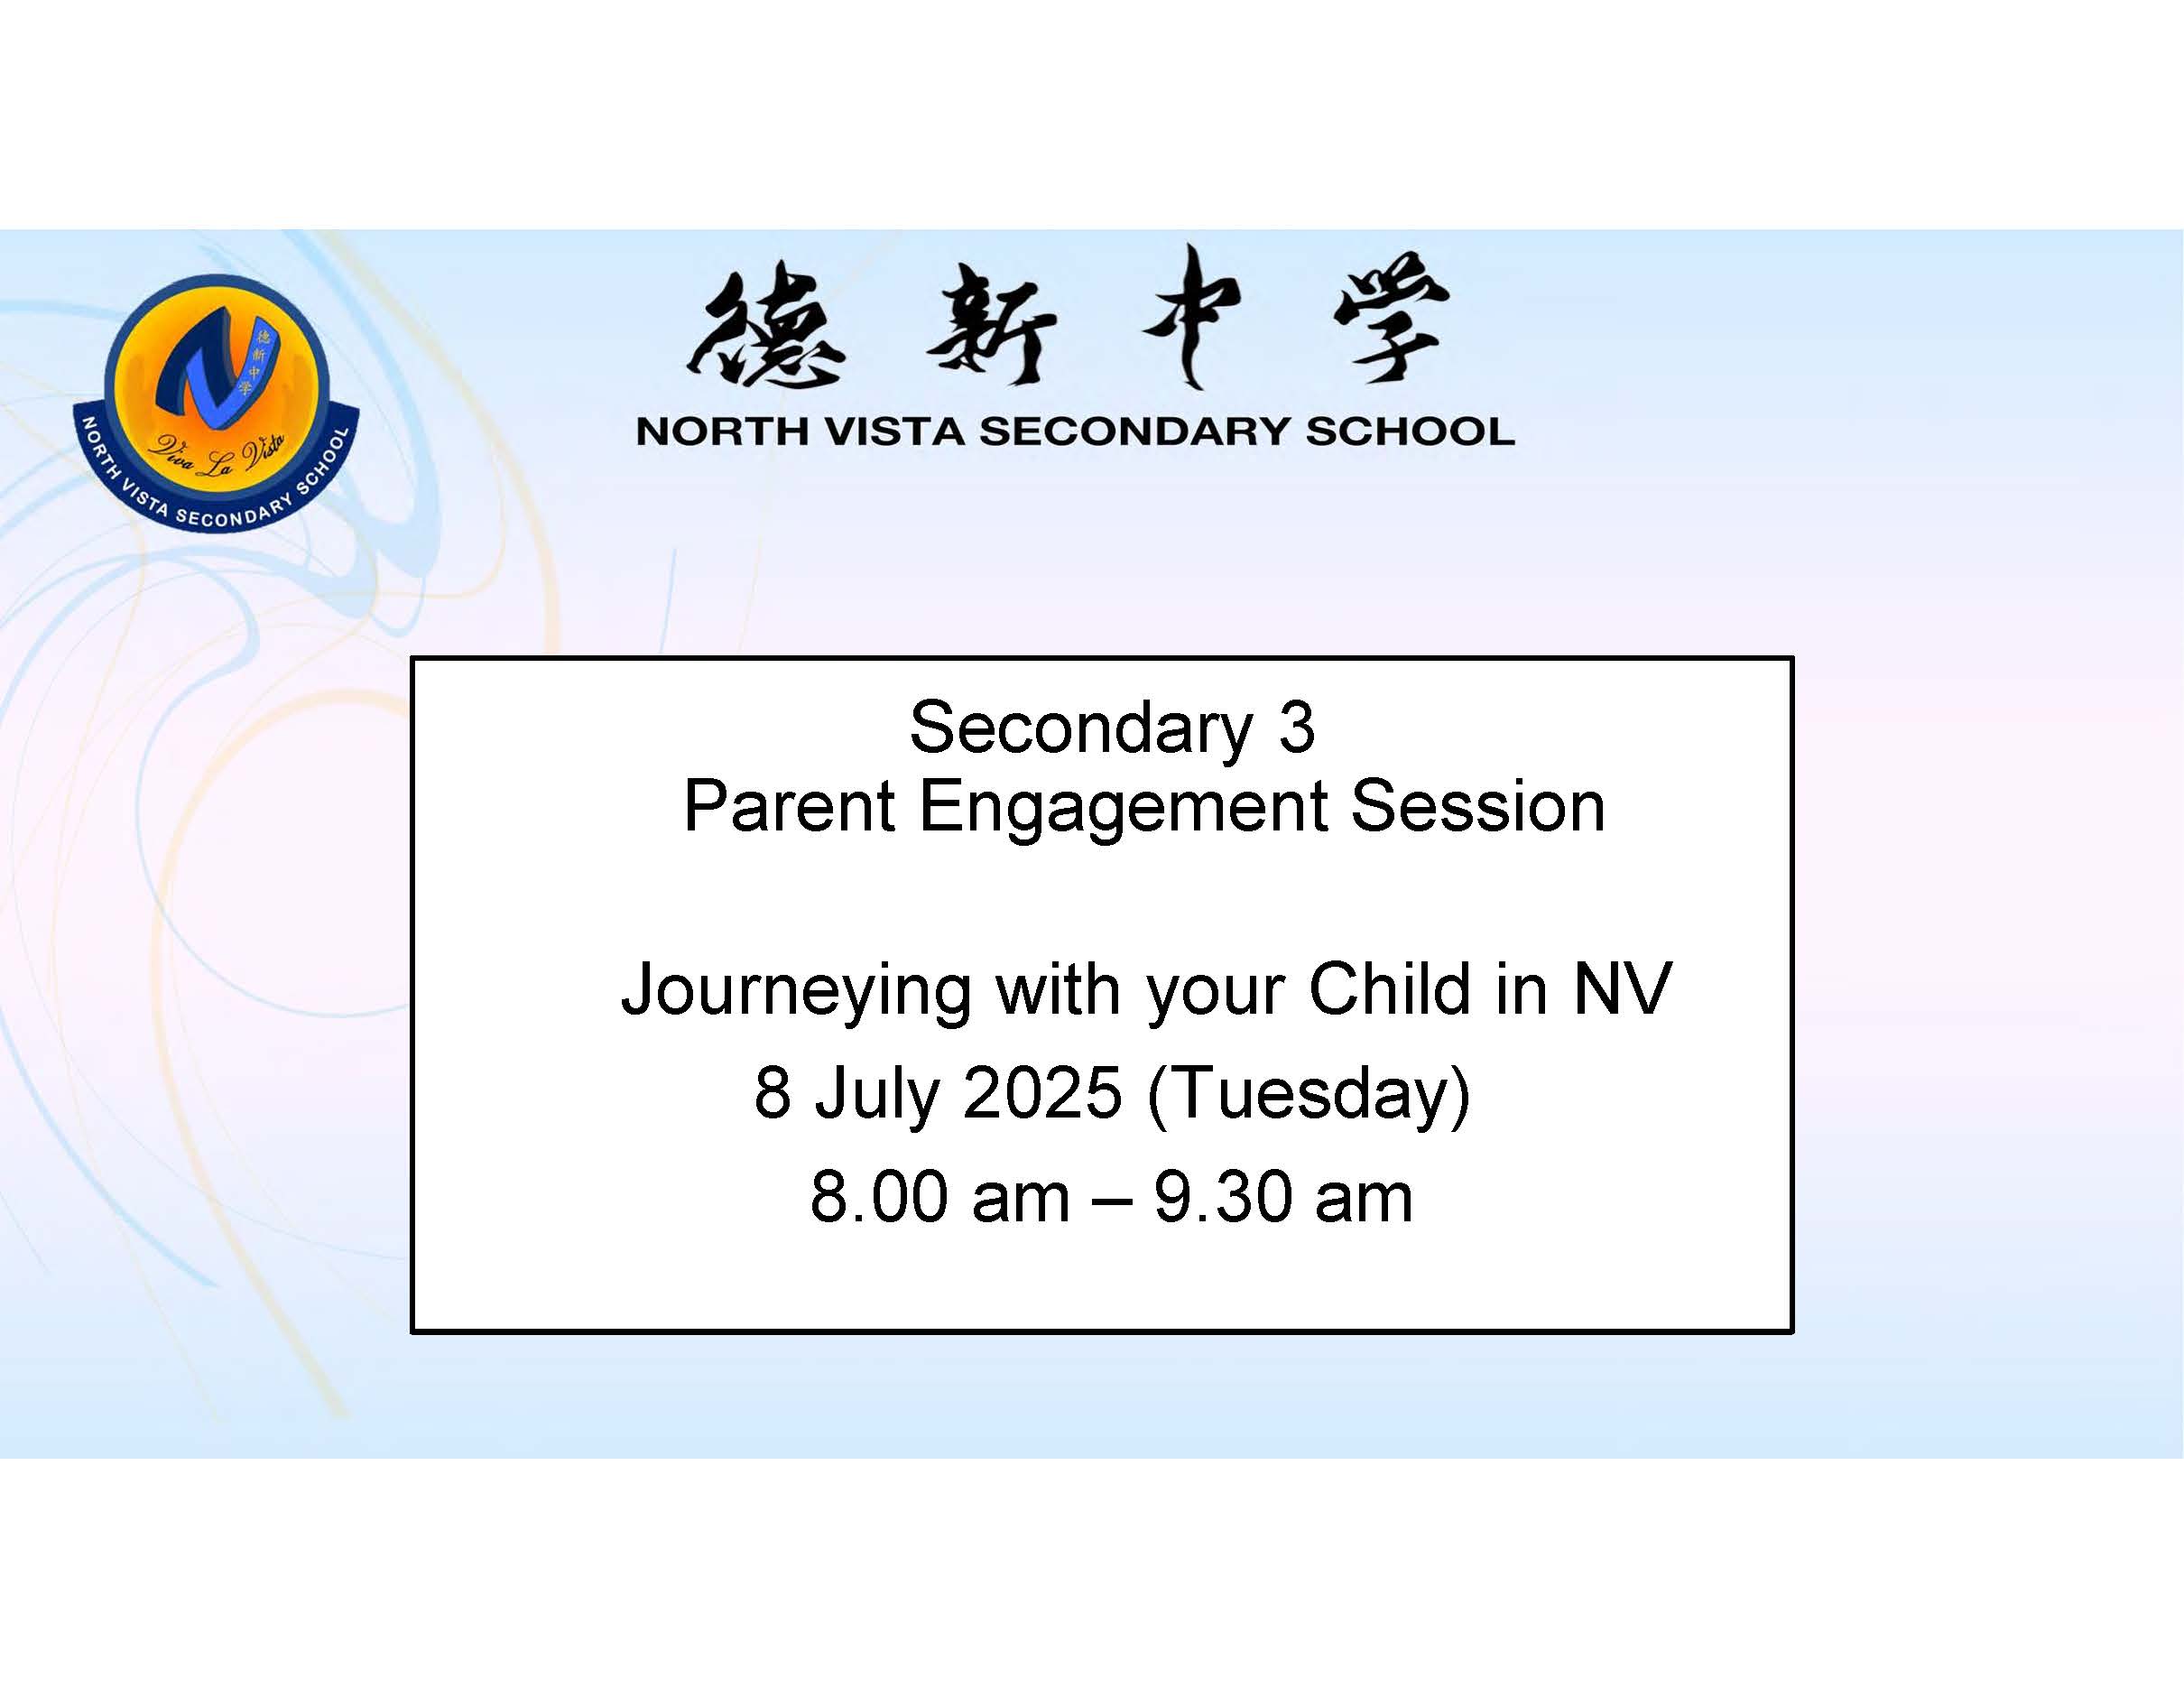 德新中学
NORTH VISTA SECONDARY SCHOOL
德新中学
Viva La Vista
NORTH VISTA SECONDARY SCHOOL
Secondary 3
Parent Engagement Session
Journeying with your Child in NV
8 July 2025 (Tuesday)
8.00 am – 9.30 am